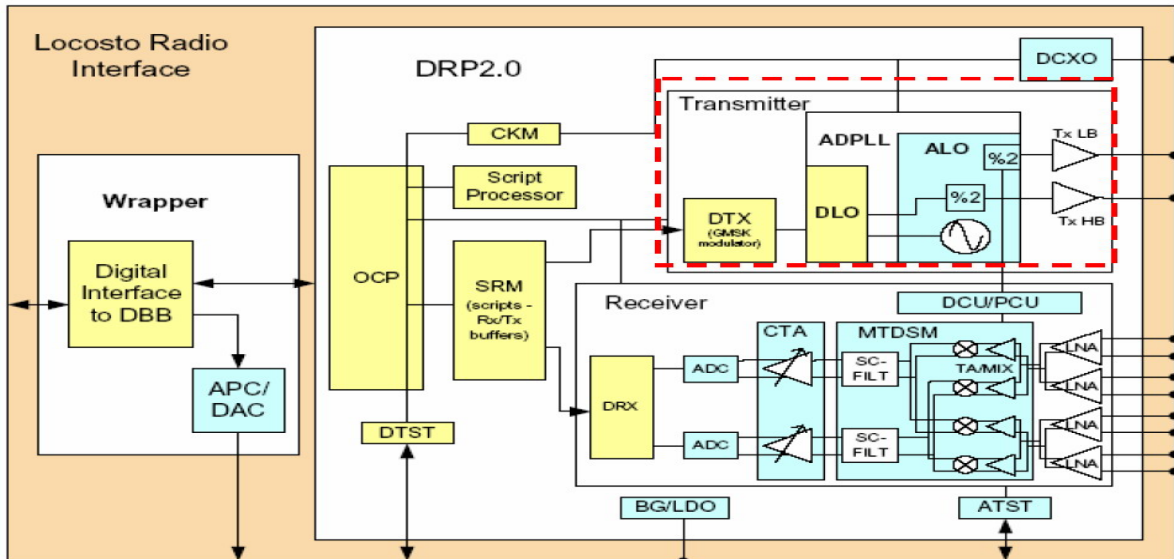 Locosto Radio
Interface
DRP2.0
DCXO
Transmitter
CKM
ADPLL
ALO
Tx LB
%2
Wrapper
Script
Processor
%2
DTX
(GMSK
modulator)
DLO
Tx HB
Digital
Interface
to DBB
OCP
SRM
(scripts -
Rx/Tx
buffers)
Receiver
DCU/PCU
CTA
MTDSM
LNA
ADC
SC-
FILT
TA/MIX
LNA
APC/
DAC
DRX
DTST
LNA
ADC
SC-
FILT
LNA
BG/LDO
ATST